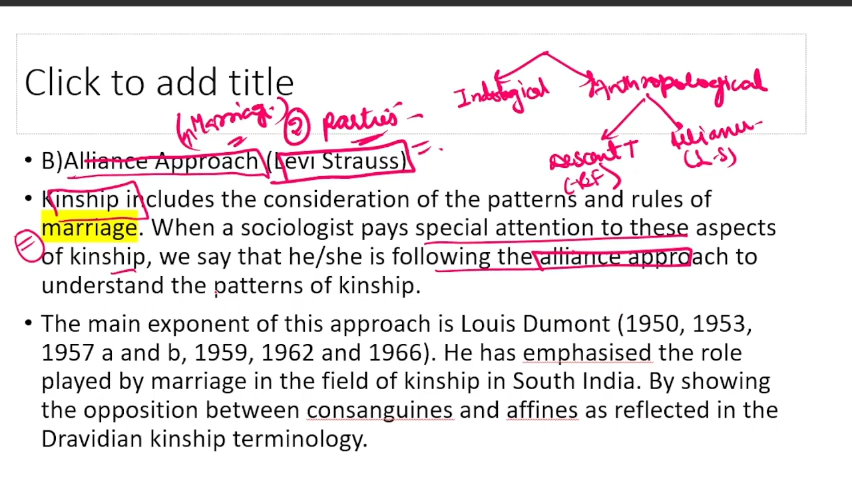 Click to add title
Indological
Anthropological
(Marriage)
② parties
Descent T
(-RBF)
Alliance
(L-S)
• B)Alliance Approach (Levi Strauss)
• Kinship includes the consideration of the patterns and rules of
marriage. When a sociologist pays special attention to these aspects
of kinship, we say that he/she is following the alliance approach to
understand the patterns of kinship.
• The main exponent of this approach is Louis Dumont (1950, 1953,
1957 a and b, 1959, 1962 and 1966). He has emphasised the role
played by marriage in the field of kinship in South India. By showing
the opposition between consanguines and affines as reflected in the
Dravidian kinship terminology.